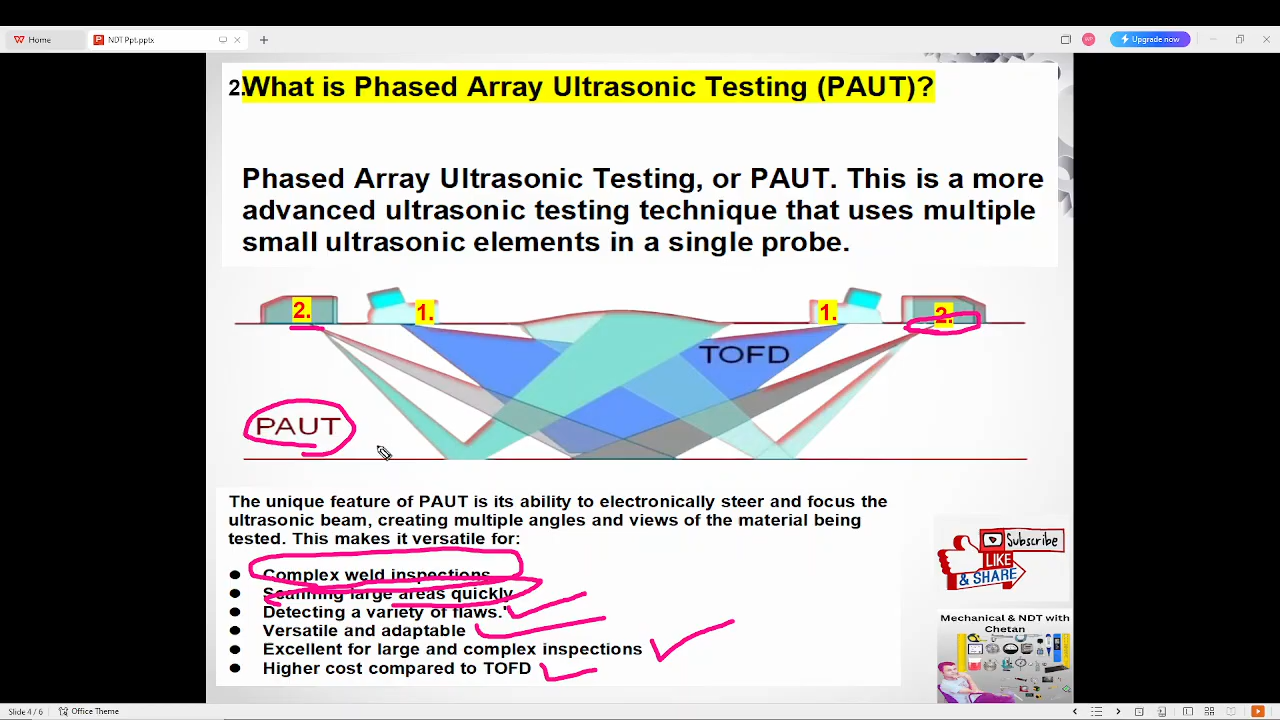 Home
NDT Ppt.pptx
Upgrade now
2.What is Phased Array Ultrasonic Testing (PAUT)?
Phased Array Ultrasonic Testing, or PAUT. This is a more
advanced ultrasonic testing technique that uses multiple
small ultrasonic elements in a single probe.
2. 1. 1. 2.
TOFD
PAUT
The unique feature of PAUT is its ability to electronically steer and focus the
ultrasonic beam, creating multiple angles and views of the material being
tested. This makes it versatile for:
● Complex weld inspections
● Scanning large areas quickly
● Detecting a variety of flaws."
● Versatile and adaptable
● Excellent for large and complex inspections
● Higher cost compared to TOFD
Subscribe
LIKE
& SHARE
Mechanical & NDT with
Chetan
Slide 4 / 6
Office Theme